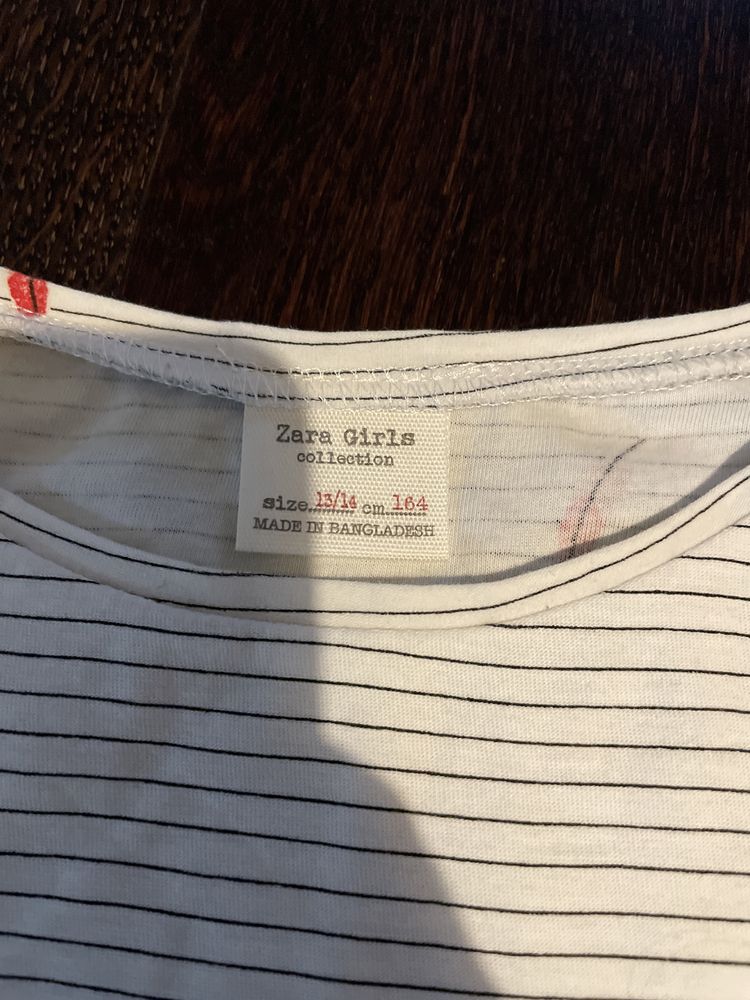 Zara Girls
collection
size 13/14 cm 164
MADE IN BANGLADESH